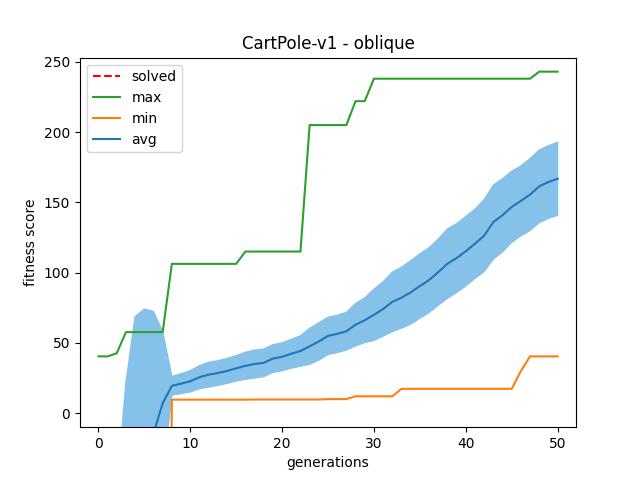 CartPole-v1 - oblique
250
200
150
100
50
0
fitness score
solved
max
min
avg
0 10 20 30 40 50
generations